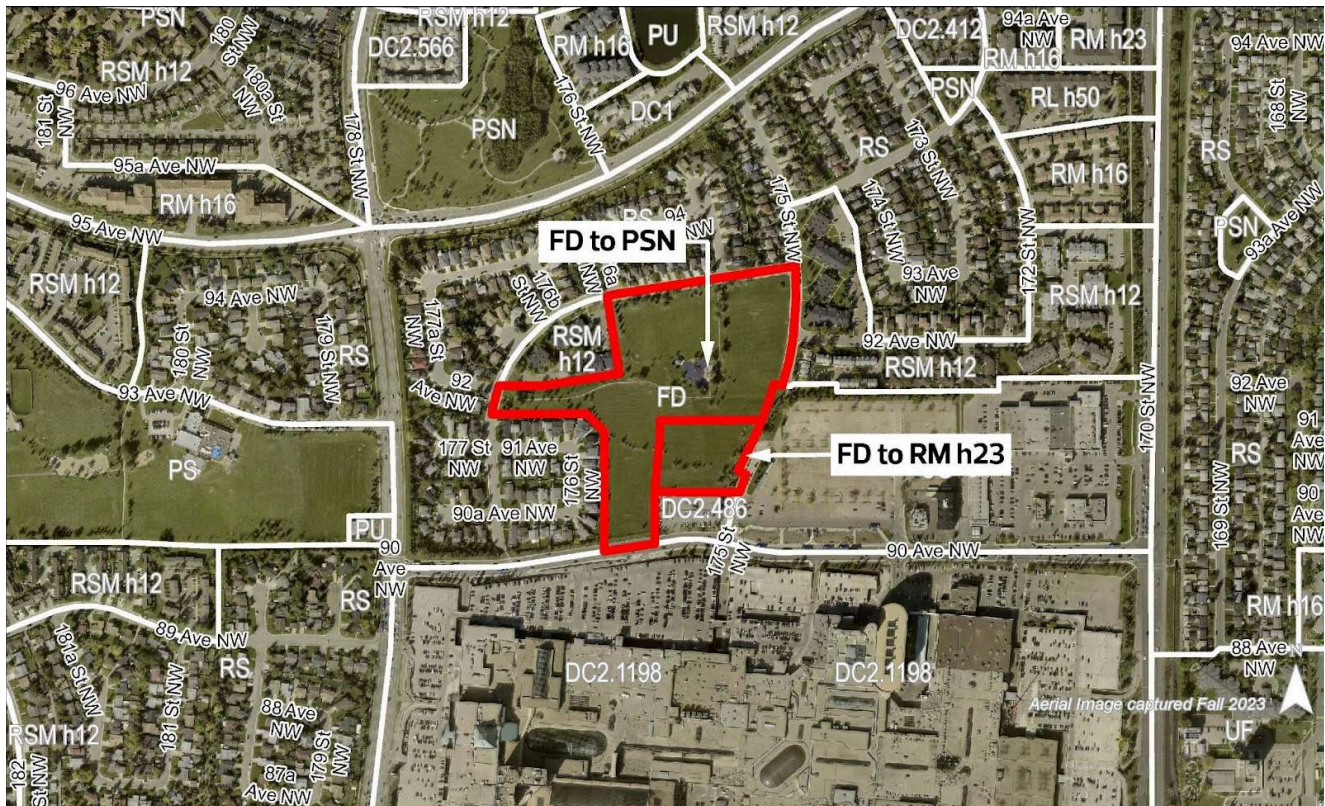 180
St NW
RSM h12
DC2.566
RM h16
PU
RSM h12
DC2.412
94a Ave
NW
RM h23
94 Ave NW
RSM h12
180a St
NW
96 Ave NW
181 St
NW
178 St NW
PSN
176 St NW
DC1
PSN
RM h16
RL h50
168 St
NW
95a Ave NW
RM h16
95 Ave NW
RS
173 St NW
174 St NW
RM h16
RS
PSN
93a Ave NW
RS
94
NW
175 St NW
172 St NW
FD to PSN
RSM h12
94 Ave NW
180 St
NW
179 St NW
RS
177a St
NW
176b
St NW
6a
NW
93 Ave
NW
RSM h12
92 Ave NW
RSM
h12
RSM h12
93 Ave NW
92
Ave NW
FD
170 St NW
92 Ave
NW
RS
91
Ave NW
PS
177 St
NW
91 Ave
NW
176 St
NW
FD to RM h23
169 St NW
90
Ave NW
90a Ave NW
DC2.486
PU
90
Ave
NW
175 St
NW
90 Ave NW
RSM h12
RS
RM h16
89 Ave NW
RS
88 Ave
NW
N
181a St NW
181 St NW
DC2.1198
DC2.1198
Aerial Image captured Fall 2023
RSM h12
88 Ave
NW
179 St
NW
UF
182
St NW
87a
Ave NW